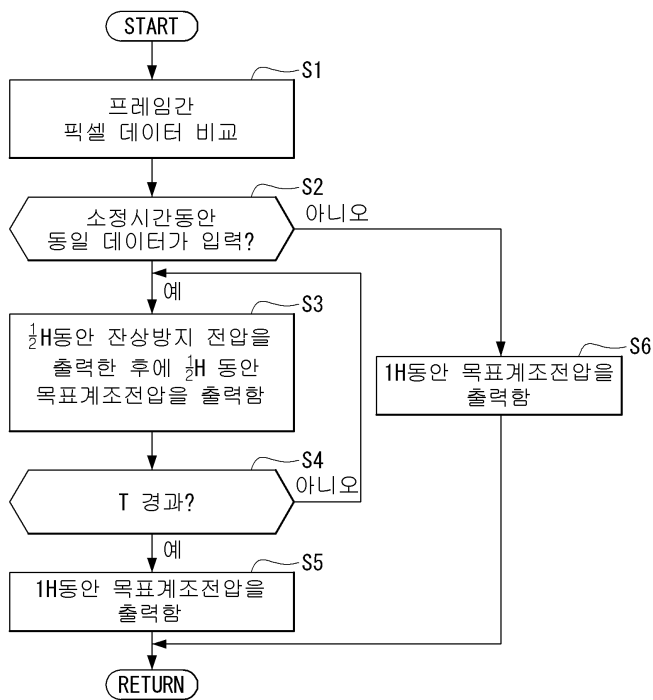 START
S1
프레임간
픽셀 데이터 비교
S2
소정시간동안
동일 데이터가 입력?
아니오
예
S3
½H동안 잔상방지 전압을
출력한 후에 ½H 동안
목표계조전압을 출력함
S6
1H동안 목표계조전압을
출력함
S4
T 경과?
아니오
예
S5
1H동안 목표계조전압을
출력함
RETURN